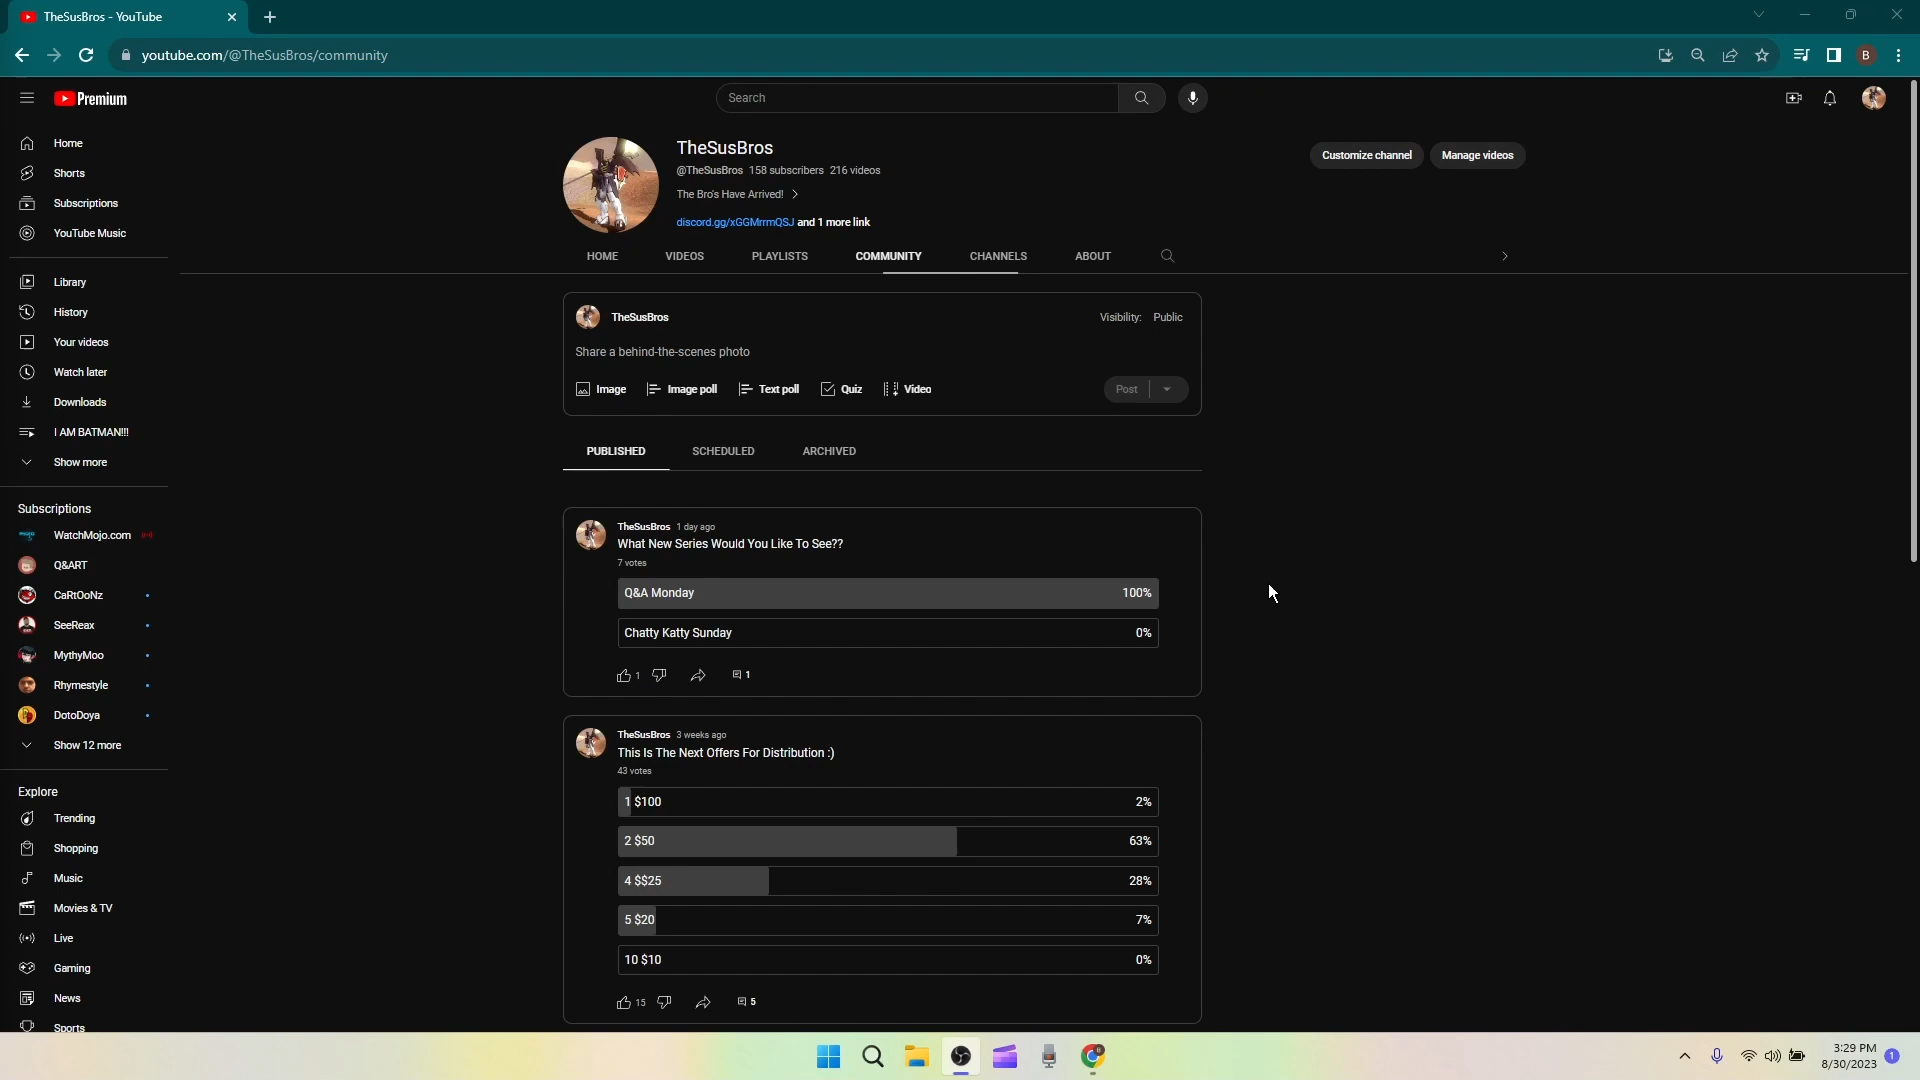 TheSusBros - YouTube
youtube.com/@TheSusBros/community
B
Premium
Search
Home
Shorts
Subscriptions
YouTube Music
Library
History
Your videos
Watch later
Downloads
I AM BATMAN!!!
Show more
Subscriptions
WatchMojo.com
Q&ART
CaRtOoNz
SeeReax
MythyMoo
Rhymestyle
DotoDoya
Show 12 more
Explore
Trending
Shopping
Music
Movies & TV
Live
Gaming
News
Sports
TheSusBros
@TheSusBros 158 subscribers 216 videos
The Bro's Have Arrived!
discord.gg/xGGMrrmQSJ and 1 more link
Customize channel
Manage videos
HOME VIDEOS PLAYLISTS COMMUNITY CHANNELS ABOUT
TheSusBros
Visibility: Public
Share a behind-the-scenes photo
Image Image poll Text poll Quiz Video Post
PUBLISHED SCHEDULED ARCHIVED
TheSusBros 1 day ago
What New Series Would You Like To See??
7 votes
Q&A Monday 100%
Chatty Katty Sunday 0%
1 1
TheSusBros 3 weeks ago
This Is The Next Offers For Distribution :)
43 votes
1 $100 2%
2 $50 63%
4 $$25 28%
5 $20 7%
10 $10 0%
15 5
3:29 PM
8/30/2023
1